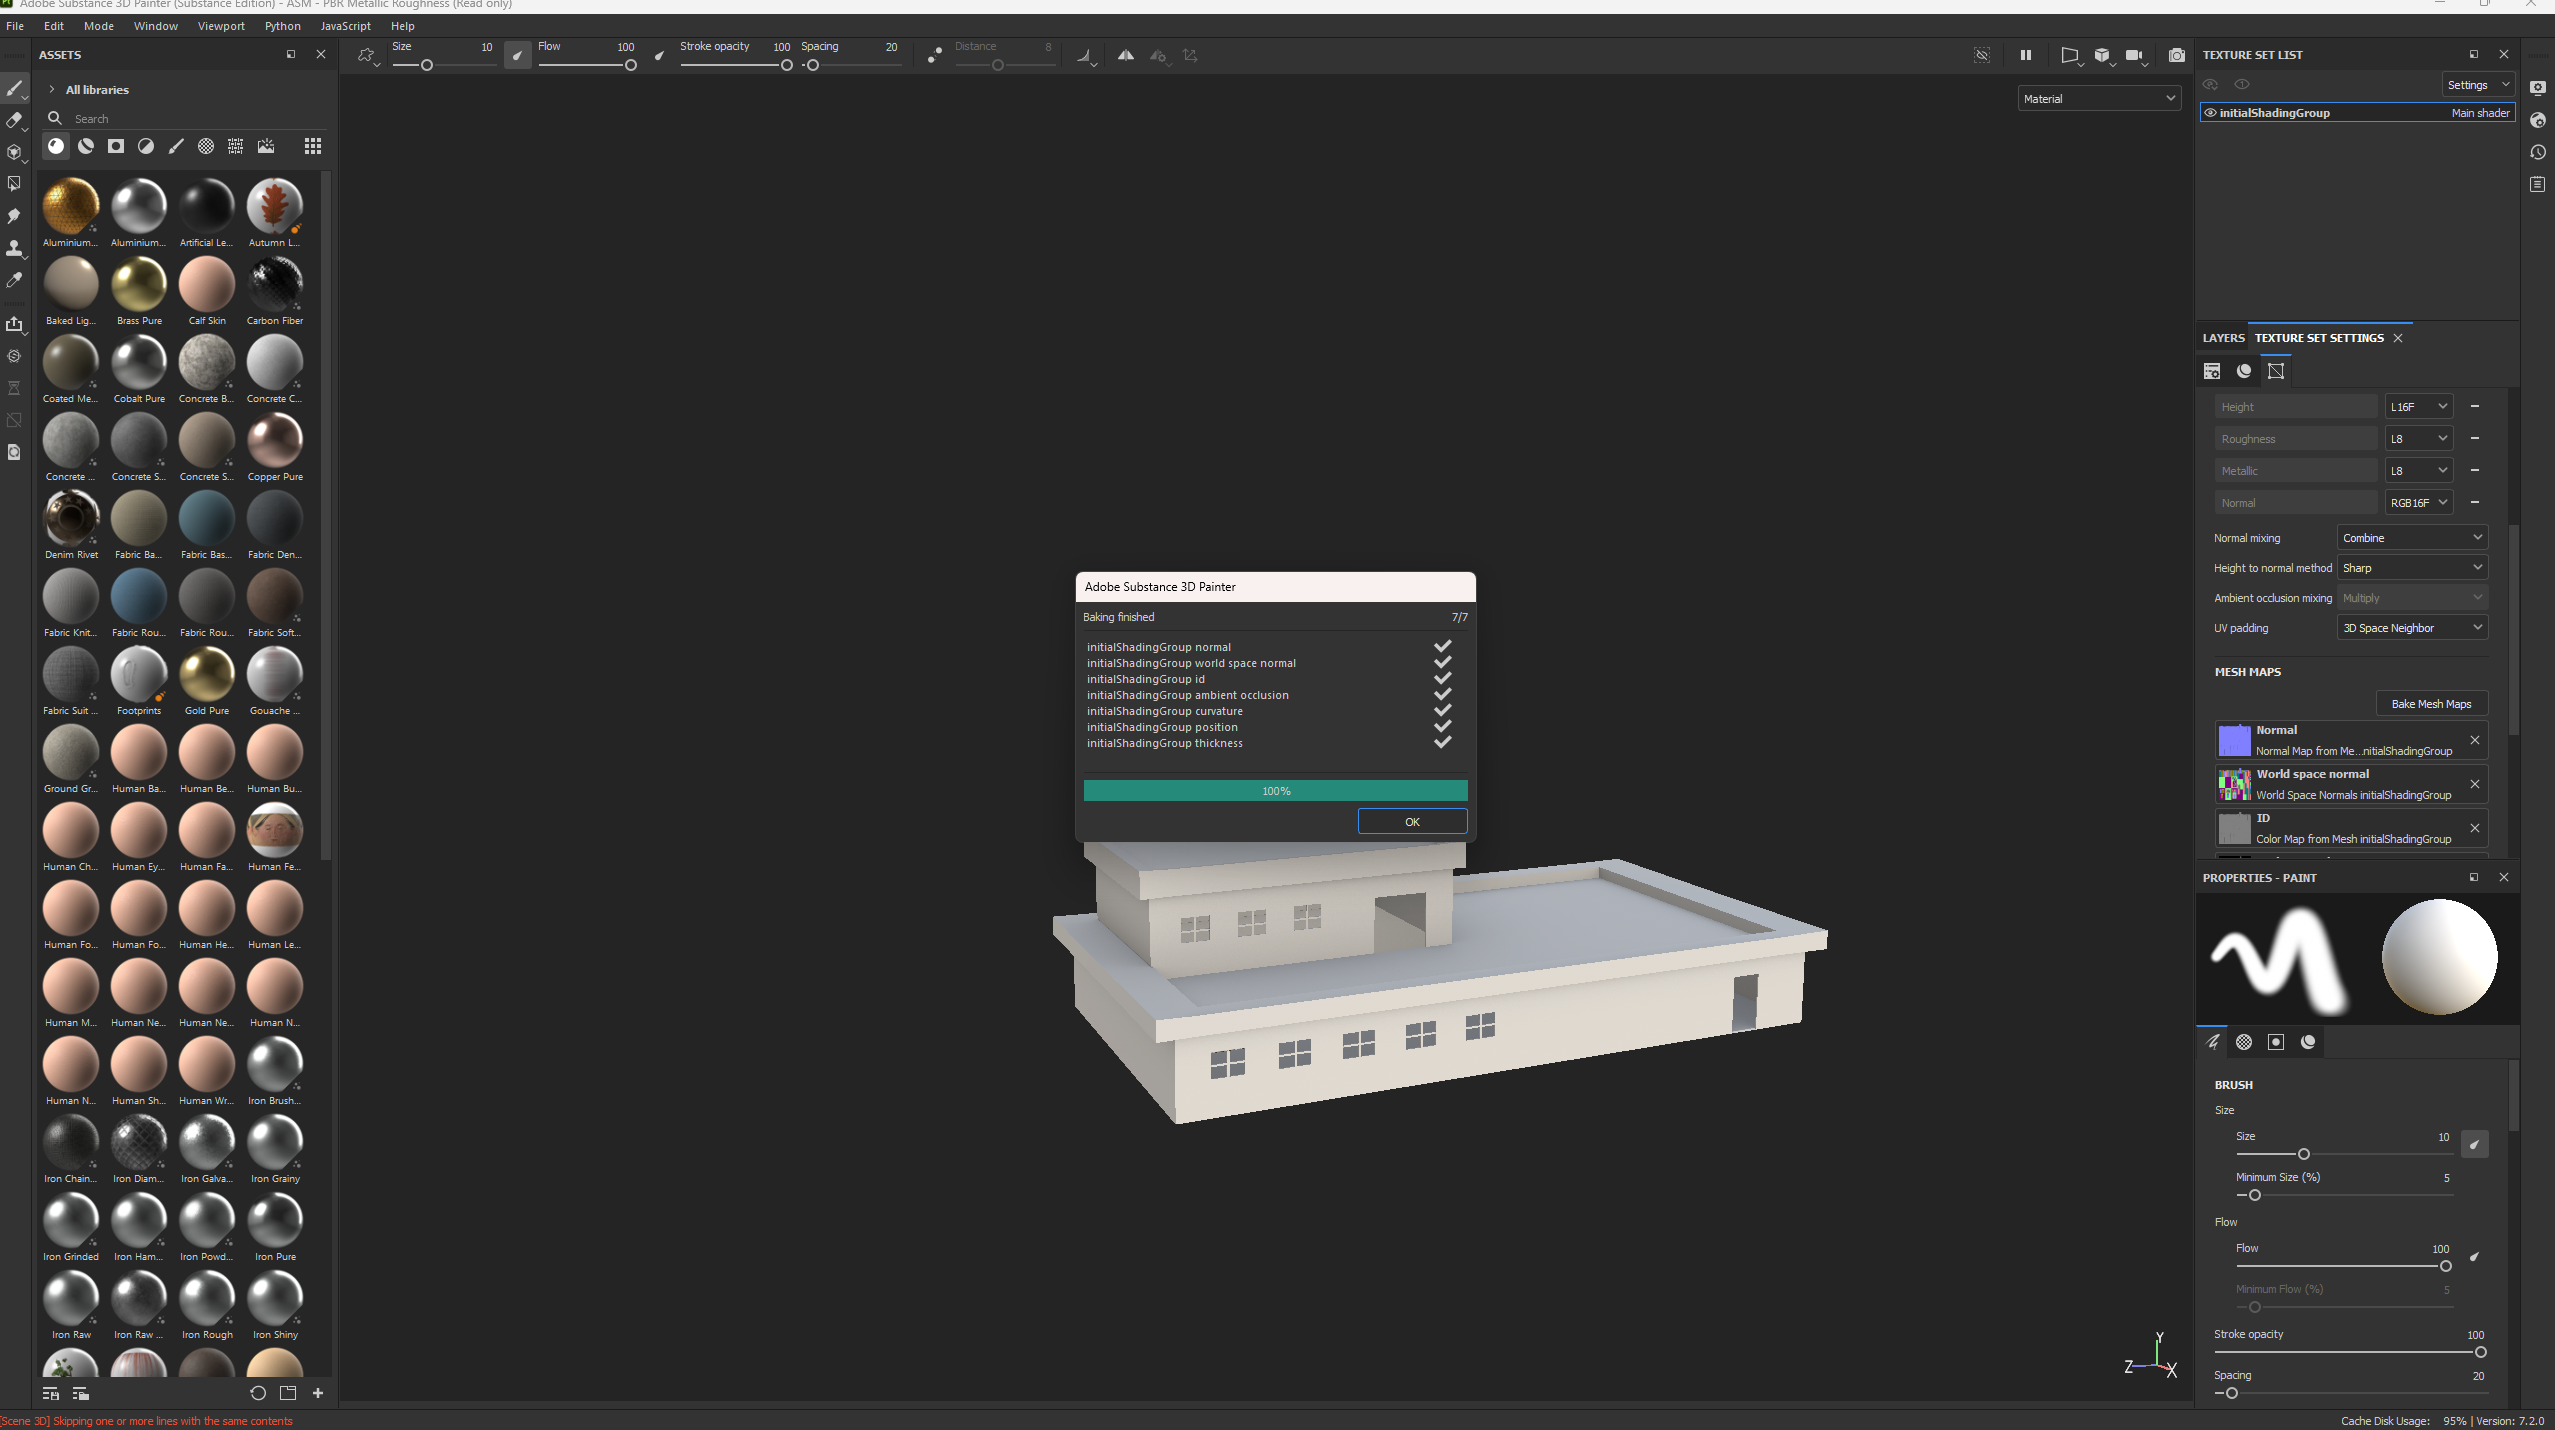 Adobe Substance 3D Painter (Substance Edition) - ASM - PBR Metallic Roughness (Read only)
File Edit Mode Window Viewport Python JavaScript Help
ASSETS
Size 10 Flow 100 Stroke opacity 100 Spacing 20 Distance 8
All libraries
Search
Aluminium... Aluminium... Artificial Le... Autumn L...
Baked Lig... Brass Pure Calf Skin Carbon Fiber
Coated Me... Cobalt Pure Concrete B... Concrete C...
Concrete ... Concrete S... Concrete S... Copper Pure
Denim Rivet Fabric Ba... Fabric Bas... Fabric Den...
Fabric Knit... Fabric Rou... Fabric Rou... Fabric Soft...
Fabric Suit ... Footprints Gold Pure Gouache ...
Ground Gr... Human Ba... Human Be... Human Bu...
Human Ch... Human Ey... Human Fa... Human Fe...
Human Fo... Human Fo... Human He... Human Le...
Human M... Human Ne... Human Ne... Human N...
Human N... Human Sh... Human Wr... Iron Brush...
Iron Chain... Iron Diam... Iron Galva... Iron Grainy
Iron Grinded Iron Ham... Iron Powd... Iron Pure
Iron Raw Iron Raw ... Iron Rough Iron Shiny
[Scene 3D] Skipping one or more lines with the same contents
Material
Adobe Substance 3D Painter
Baking finished 7/7
initialShadingGroup normal
initialShadingGroup world space normal
initialShadingGroup id
initialShadingGroup ambient occlusion
initialShadingGroup curvature
initialShadingGroup position
initialShadingGroup thickness
100%
OK
Y
Z
X
TEXTURE SET LIST
Settings
initialShadingGroup Main shader
LAYERS TEXTURE SET SETTINGS
Height L16F
Roughness L8
Metallic L8
Normal RGB16F
Normal mixing Combine
Height to normal method Sharp
Ambient occlusion mixing Multiply
UV padding 3D Space Neighbor
MESH MAPS
Bake Mesh Maps
Normal
Normal Map from Me...nitialShadingGroup
World space normal
World Space Normals initialShadingGroup
ID
Color Map from Mesh initialShadingGroup
PROPERTIES - PAINT
BRUSH
Size
Size 10
Minimum Size (%) 5
Flow
Flow 100
Minimum Flow (%) 5
Stroke opacity 100
Spacing 20
Cache Disk Usage: 95% | Version: 7.2.0